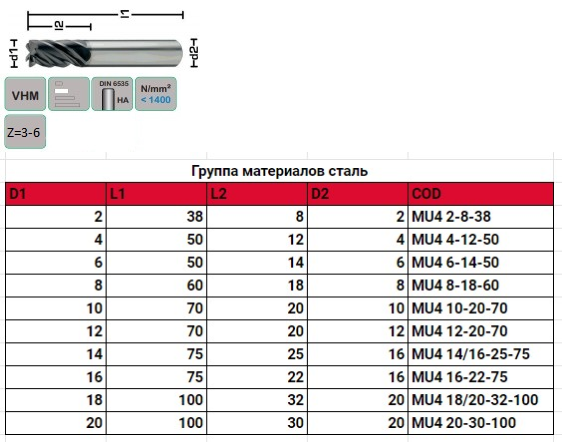 l1
l2
d1
d2
VHM
DIN 6535
HA
N/mm²
< 1400
Z=3-6
Группа материалов сталь
D1 L1 L2 D2 COD
2 38 8 2 MU4 2-8-38
4 50 12 4 MU4 4-12-50
6 50 14 6 MU4 6-14-50
8 60 18 8 MU4 8-18-60
10 70 20 10 MU4 10-20-70
12 70 20 12 MU4 12-20-70
14 75 25 16 MU4 14/16-25-75
16 75 22 16 MU4 16-22-75
18 100 32 20 MU4 18/20-32-100
20 100 30 20 MU4 20-30-100